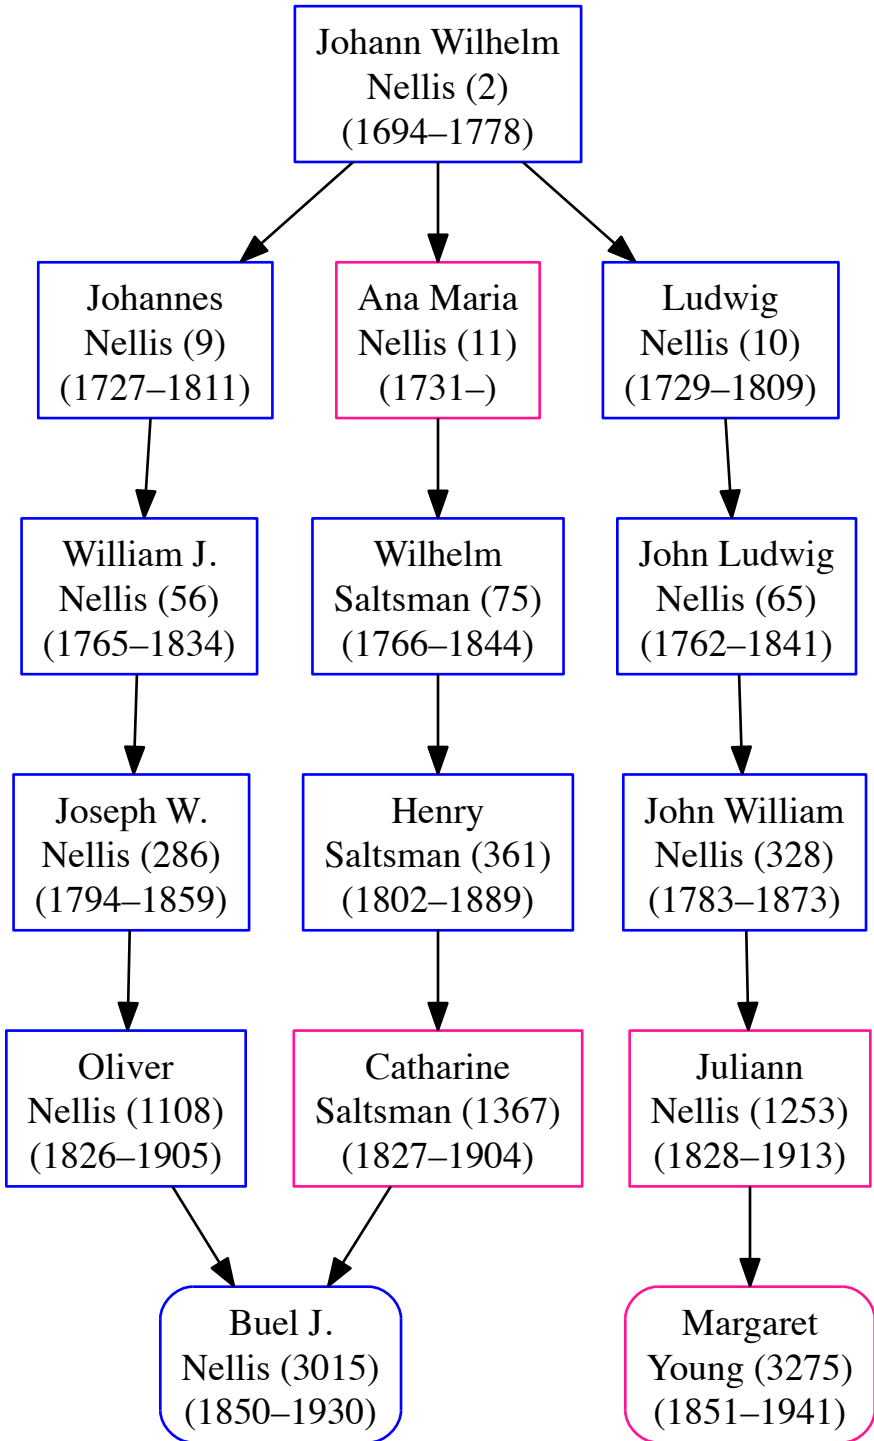 Johann Wilhelm
Nellis (2)
(1694–1778)
Johannes
Nellis (9)
(1727–1811)
Ana Maria
Nellis (11)
(1731–)
Ludwig
Nellis (10)
(1729–1809)
William J.
Nellis (56)
(1765–1834)
Wilhelm
Saltsman (75)
(1766–1844)
John Ludwig
Nellis (65)
(1762–1841)
Joseph W.
Nellis (286)
(1794–1859)
Henry
Saltsman (361)
(1802–1889)
John William
Nellis (328)
(1783–1873)
Oliver
Nellis (1108)
(1826–1905)
Catharine
Saltsman (1367)
(1827–1904)
Juliann
Nellis (1253)
(1828–1913)
Buel J.
Nellis (3015)
(1850–1930)
Margaret
Young (3275)
(1851–1941)